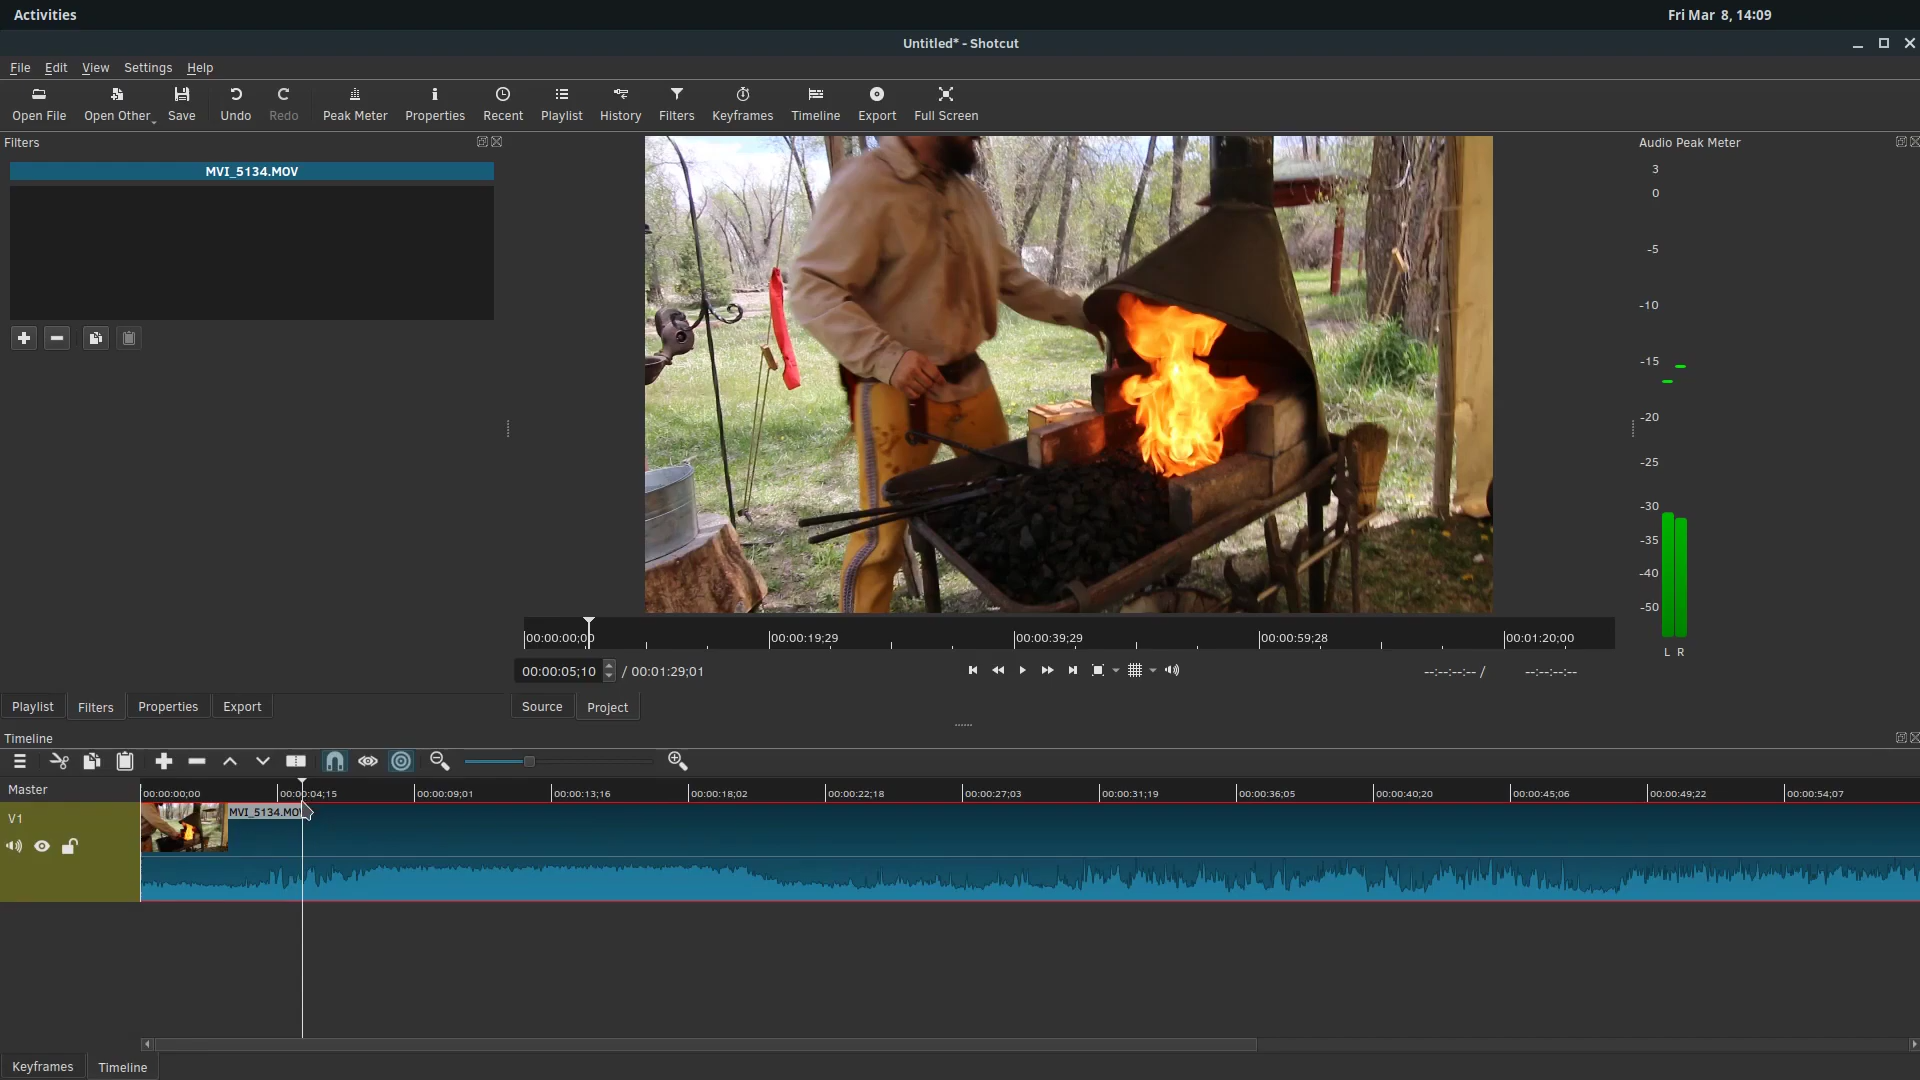 Activities
Fri Mar 8, 14:09
Untitled* - Shotcut
File Edit View Settings Help
Open File Open Other Save Undo Redo Peak Meter Properties Recent Playlist History Filters Keyframes Timeline Export Full Screen
Filters
MVI_5134.MOV
Audio Peak Meter
3
0
-5
-10
-15
-20
-25
-30
-35
-40
-50
L R
00:00:00;00 00:00:19;29 00:00:39;29 00:00:59;28 00:01:20;00
00:00:05;10 / 00:01:29;01
--:--:--:-- / --:--:--:--
Playlist Filters Properties Export
Source Project
Timeline
Master
00:00:00;00 00:00:04;15 00:00:09;01 00:00:13;16 00:00:18;02 00:00:22;18 00:00:27;03 00:00:31;19 00:00:36;05 00:00:40;20 00:00:45;06 00:00:49;22 00:00:54;07
V1
MVI_5134.MOV
Keyframes Timeline